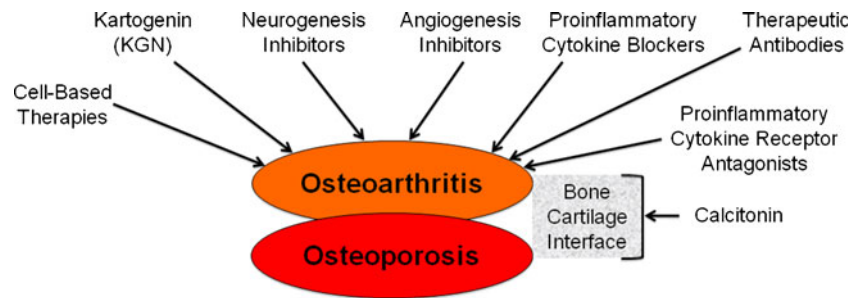 Kartogenin
(KGN)
Neurogenesis
Inhibitors
Angiogenesis
Inhibitors
Proinflammatory
Cytokine Blockers
Therapeutic
Antibodies
Cell-Based
Therapies
Proinflammatory
Cytokine Receptor
Antagonists
Osteoarthritis
Bone
Cartilage
Interface
Calcitonin
Osteoporosis